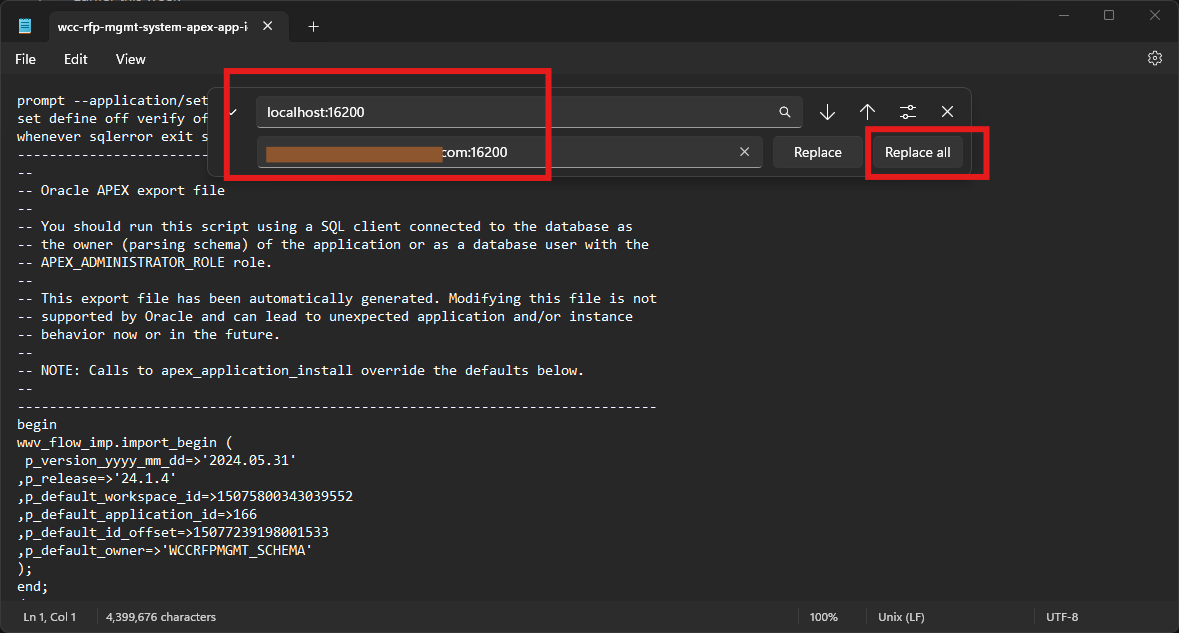 wcc-rfp-mgmt-system-apex-app-i
File Edit View
localhost:16200
com:16200
Replace Replace all
prompt --application/set
set define off verify of
whenever sqlerror exit s
--------------------------------------------------------------------------------
--
-- Oracle APEX export file
--
-- You should run this script using a SQL client connected to the database as
-- the owner (parsing schema) of the application or as a database user with the
-- APEX_ADMINISTRATOR_ROLE role.
--
-- This export file has been automatically generated. Modifying this file is not
-- supported by Oracle and can lead to unexpected application and/or instance
-- behavior now or in the future.
--
-- NOTE: Calls to apex_application_install override the defaults below.
--
--------------------------------------------------------------------------------
begin
wwv_flow_imp.import_begin (
 p_version_yyyy_mm_dd=>'2024.05.31'
,p_release=>'24.1.4'
,p_default_workspace_id=>15075800343039552
,p_default_application_id=>166
,p_default_id_offset=>15077239198001533
,p_default_owner=>'WCCRFPMGMT_SCHEMA'
);
end;
Ln 1, Col 1 4,399,676 characters 100% Unix (LF) UTF-8